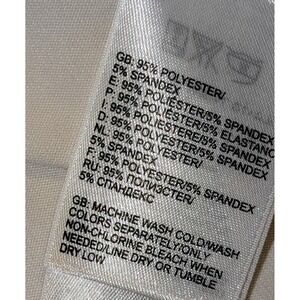 GB: 95% POLYESTER/
5% SPANDEX
E: 95% POLIÉSTER/5% SPANDEX
P: 95% POLIÉSTER/5% ELASTANO
I: 95% POLIESTERE/5% SPANDEX
D: 95% POLYESTER/5% SPANDEX
NL: 95% POLYESTER/
5% SPANDEX
F: 95% POLYESTER/5% SPANDEX
RU: 95% ПОЛИЭСТЕР/
5% СПАНДЕКС
GB: MACHINE WASH COLD/WASH
COLORS SEPARATELY/ONLY
NON-CHLORINE BLEACH WHEN
NEEDED/LINE DRY OR TUMBLE
DRY LOW